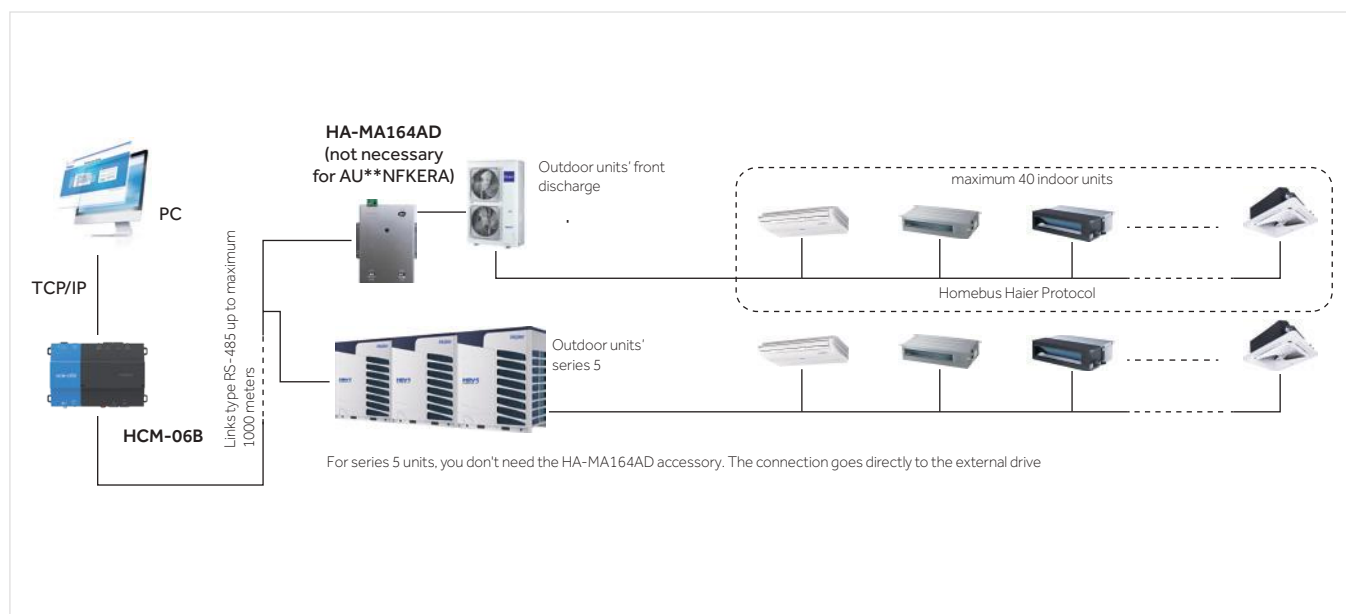 HA-MA164AD
(not necessary
for AU**NFKERA)
Outdoor units' front
discharge
maximum 40 indoor units
PC
TCP/IP
Links type RS-485 up to maximum
1000 meters
Homebus Haier Protocol
Outdoor units'
series 5
HCM-06B
For series 5 units, you don't need the HA-MA164AD accessory. The connection goes directly to the external drive